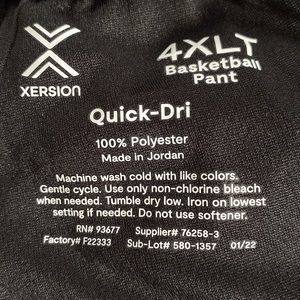 XERSION
4XLT
Basketball
Pant
Quick-Dri
100% Polyester
Made in Jordan
Machine wash cold with like colors.
Gentle cycle. Use only non-chlorine bleach
when needed. Tumble dry low. Iron on lowest
setting if needed. Do not use softener.
RN# 93677 Supplier# 76258-3
Factory# F22333 Sub-Lot# 580-1357 01/22